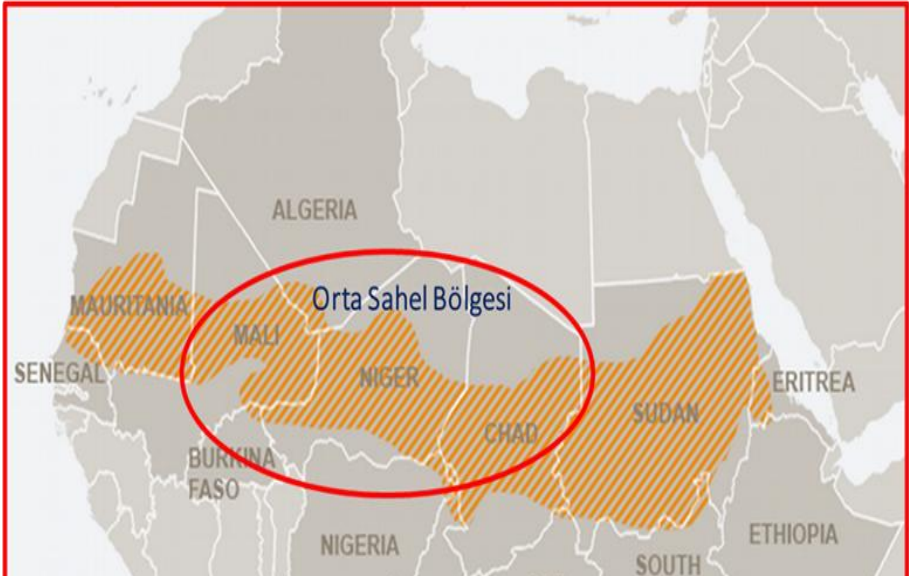 ALGERIA
Orta Sahel Bölgesi
MAURITANIA
MALI
SENEGAL
NIGER
ERITREA
SUDAN
CHAD
BURKINA
FASO
NIGERIA
ETHIOPIA
SOUTH